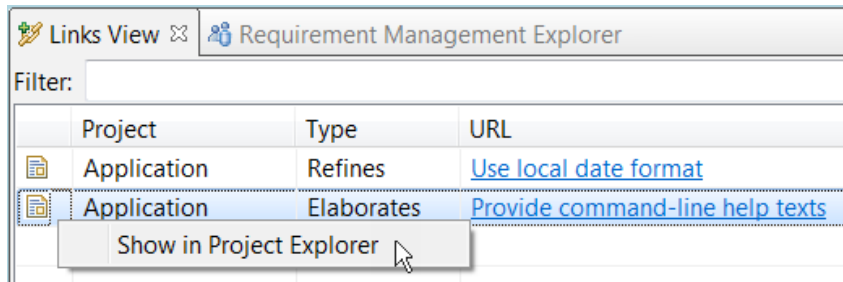 Links View Requirement Management Explorer
Filter:
Project Type URL
Application Refines Use local date format
Application Elaborates Provide command-line help texts
Show in Project Explorer